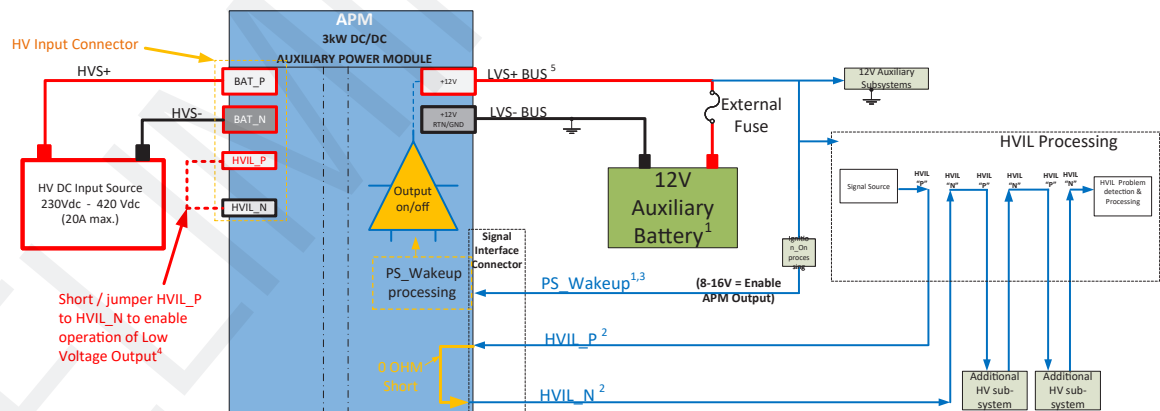 APM
3kW DC/DC
AUXILIARY POWER MODULE
HV Input Connector
HVS+
BAT_P
HVS-
BAT_N
HVIL_P
HVIL_N
HV DC Input Source
230Vdc - 420 Vdc
(20A max.)
Short / jumper HVIL_P
to HVIL_N to enable
operation of Low
Voltage Output4
+12V
LVS+ BUS 5
+12V
RTN/GND
LVS- BUS
Output
on/off
PS_Wakeup
processing
Signal
Interface
Connector
0 OHM
Short
External
Fuse
12V
Auxiliary
Battery1
12V Auxiliary
Subsystems
Ignitio
n_On
proces
sing
PS_Wakeup1,3
(8-16V = Enable
APM Output)
HVIL_P 2
HVIL_N 2
HVIL Processing
Signal Source
HVIL
"P"
HVIL
"N"
HVIL
"P"
HVIL
"N"
HVIL
"P"
HVIL
"N"
HVIL Problem
detection &
Processing
Additional
HV sub-
system
Additional
HV sub-
system